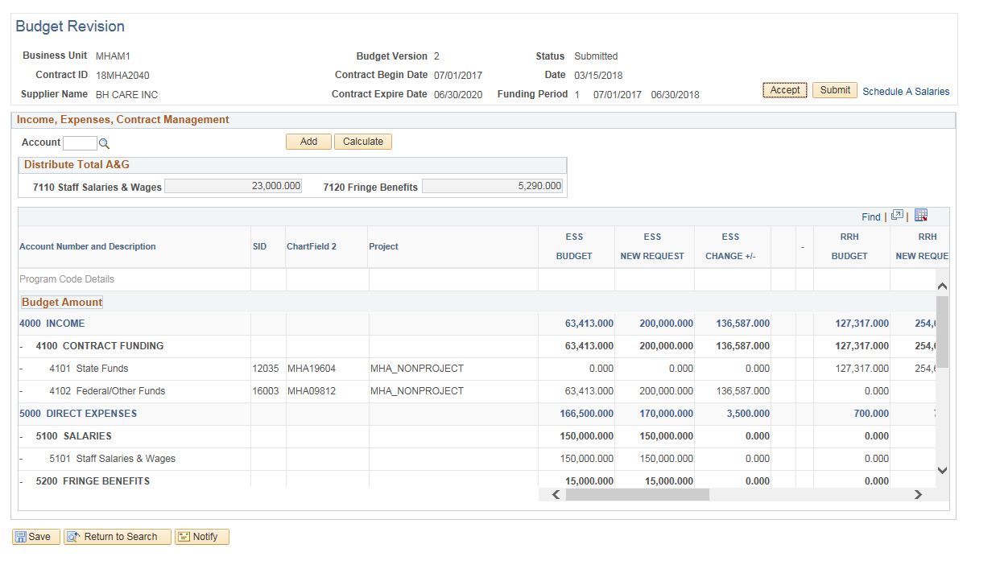 Budget Revision
Business Unit MHAM1 Budget Version 2 Status Submitted
Contract ID 18MHA2040 Contract Begin Date 07/01/2017 Date 03/15/2018
Supplier Name BH CARE INC Contract Expire Date 06/30/2020 Funding Period 1 07/01/2017 06/30/2018 Accept Submit Schedule A Salaries
Income, Expenses, Contract Management
Account Add Calculate
Distribute Total A&G
7110 Staff Salaries & Wages 23,000.000 7120 Fringe Benefits 5,290.000
Find | |
Account Number and Description SID ChartField 2 Project ESS BUDGET ESS NEW REQUEST ESS CHANGE +/- - RRH BUDGET RRH NEW REQUE
Program Code Details
Budget Amount
4000 INCOME 63,413.000 200,000.000 136,587.000 127,317.000 254,
- 4100 CONTRACT FUNDING 63,413.000 200,000.000 136,587.000 127,317.000 254,
- 4101 State Funds 12035 MHA19604 MHA_NONPROJECT 0.000 0.000 0.000 127,317.000 254,
- 4102 Federal/Other Funds 16003 MHA09812 MHA_NONPROJECT 63,413.000 200,000.000 136,587.000 0.000
5000 DIRECT EXPENSES 166,500.000 170,000.000 3,500.000 700.000
- 5100 SALARIES 150,000.000 150,000.000 0.000 0.000
- 5101 Staff Salaries & Wages 150,000.000 150,000.000 0.000 0.000
- 5200 FRINGE BENEFITS 15,000.000 15,000.000 0.000 0.000
Save Return to Search Notify